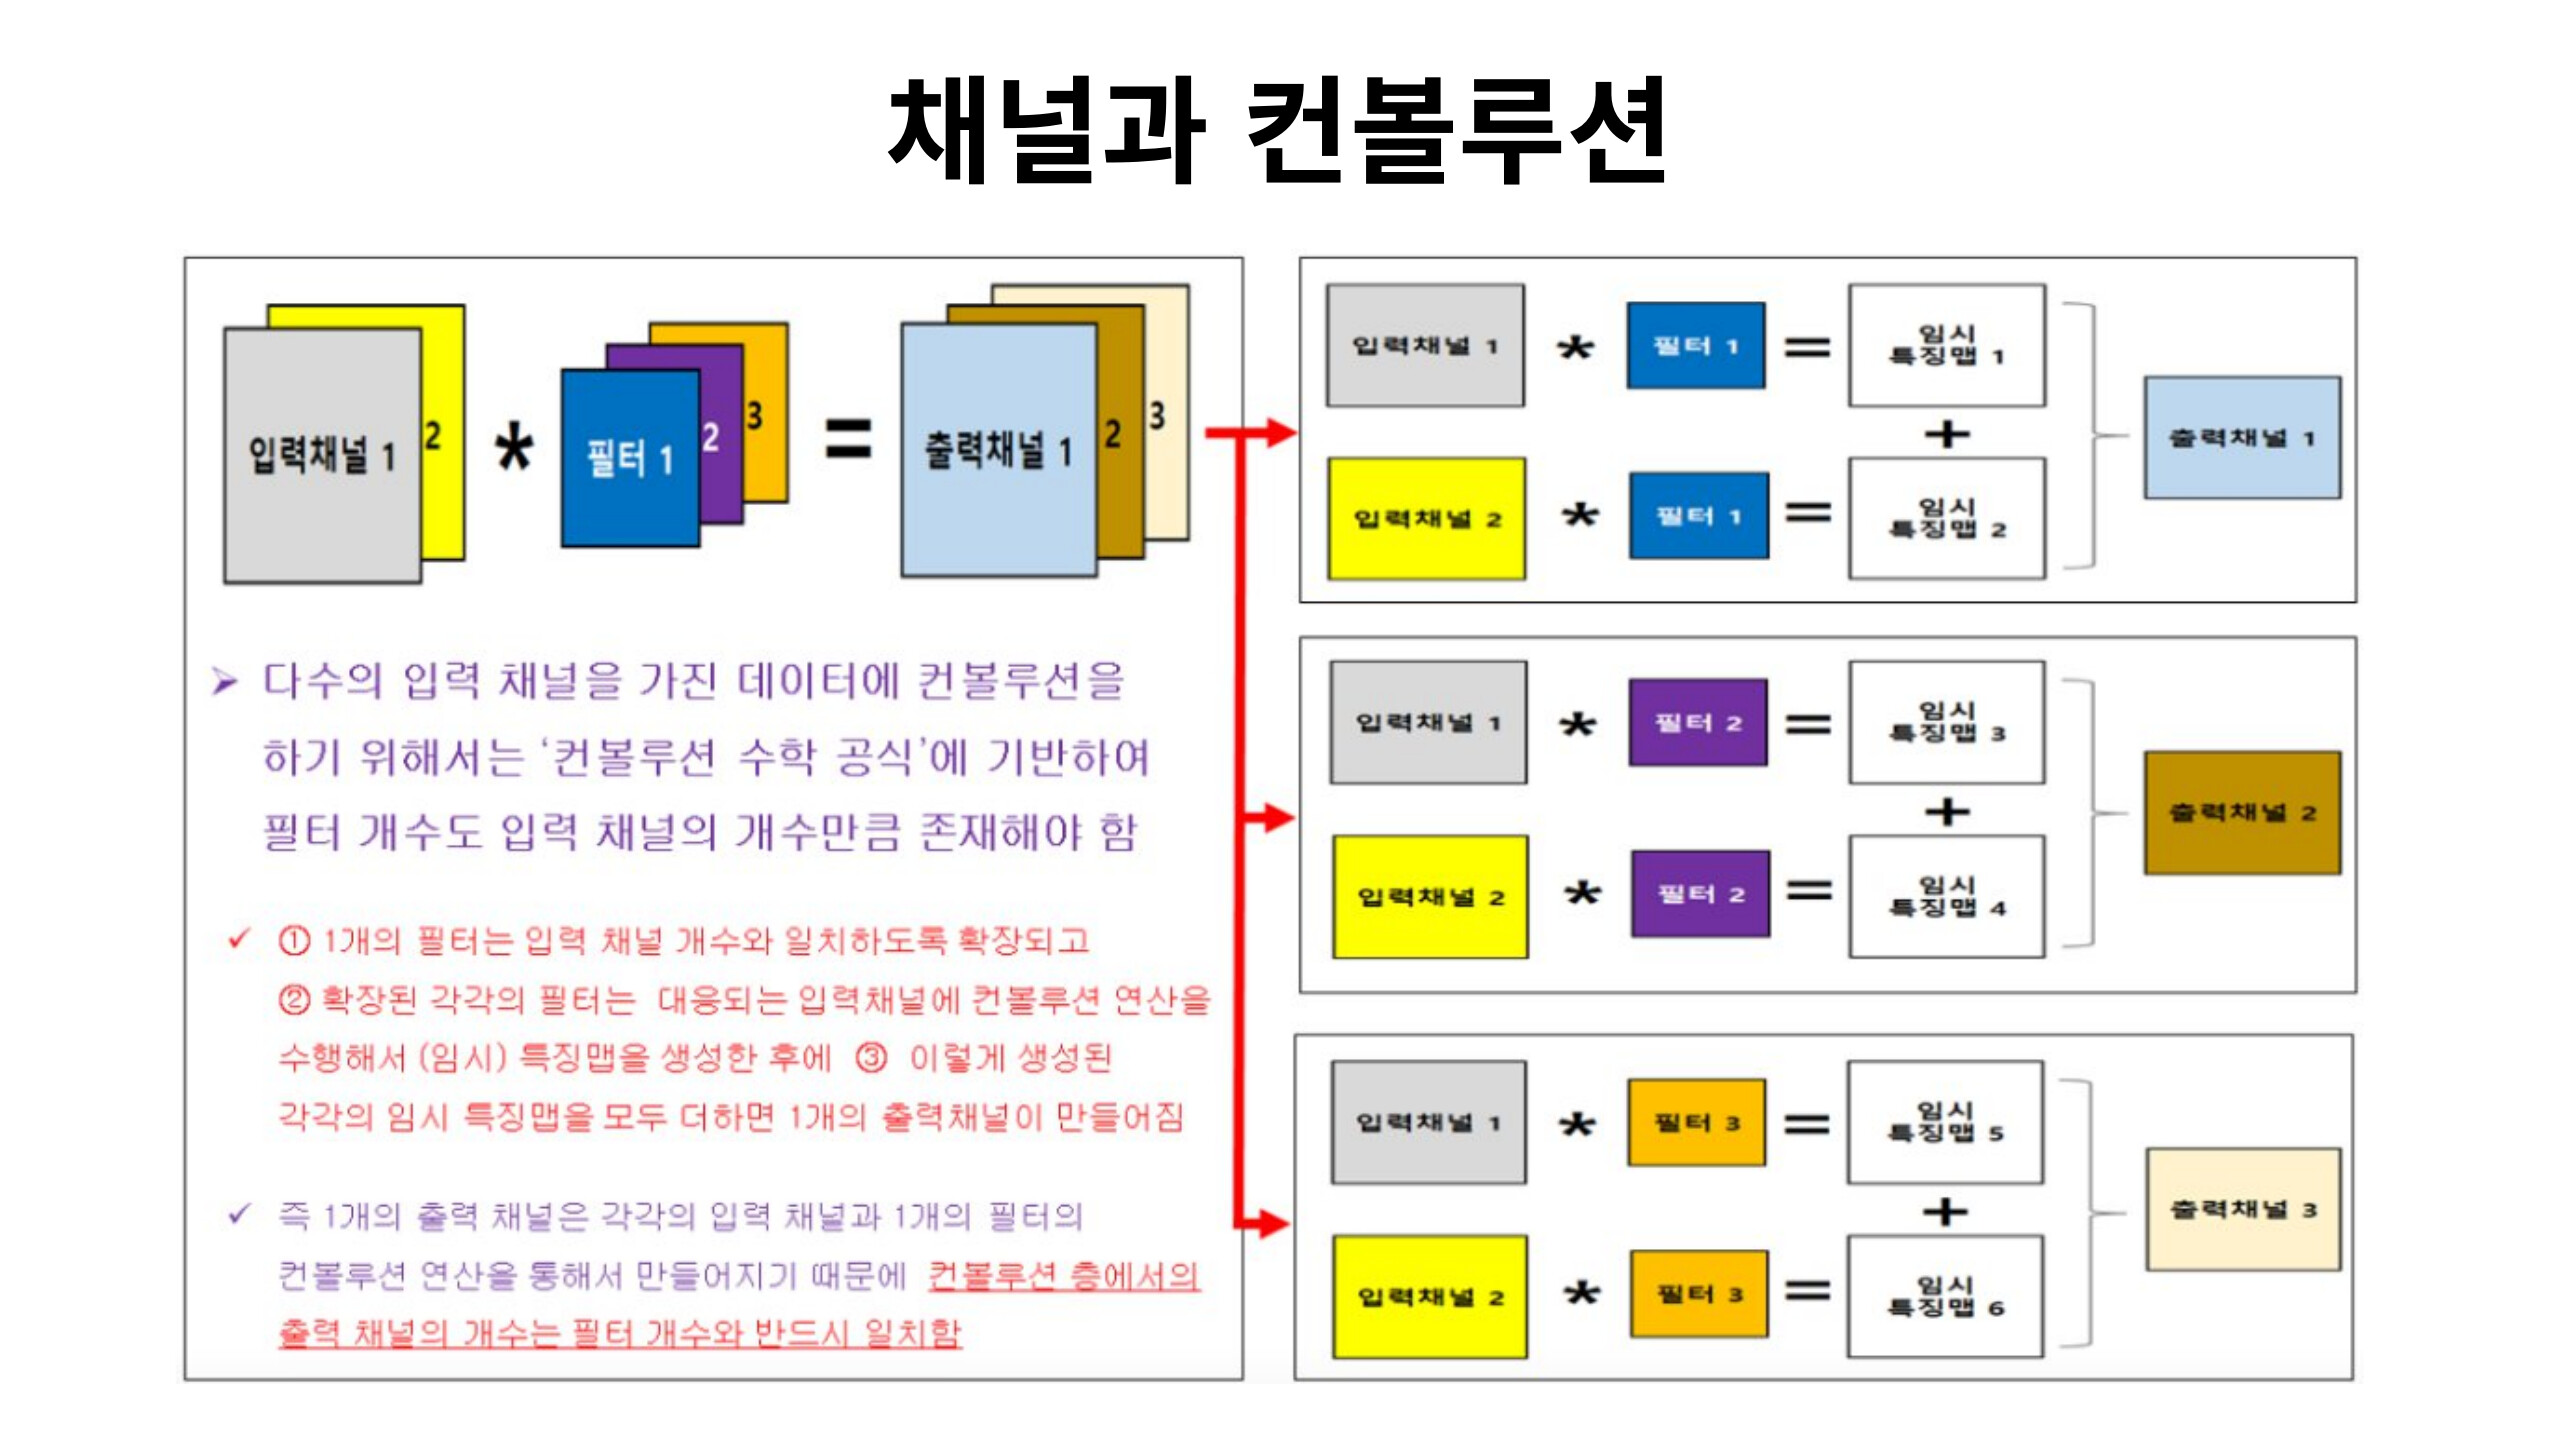 채널과 컨볼루션
입력채널 1
2
*
필터 1
2
3
=
출력채널 1
2
3
➢ 다수의 입력 채널을 가진 데이터에 컨볼루션을
하기 위해서는 ‘컨볼루션 수학 공식’에 기반하여
필터 개수도 입력 채널의 개수만큼 존재해야 함
✓ ① 1개의 필터는 입력 채널 개수와 일치하도록 확장되고
② 확장된 각각의 필터는 대응되는 입력채널에 컨볼루션 연산을
수행해서 (임시) 특징맵을 생성한 후에 ③ 이렇게 생성된
각각의 임시 특징맵을 모두 더하면 1개의 출력채널이 만들어짐
✓ 즉 1개의 출력 채널은 각각의 입력 채널과 1개의 필터의
컨볼루션 연산을 통해서 만들어지기 때문에 컨볼루션 층에서의
출력 채널의 개수는 필터 개수와 반드시 일치함
입력채널 1 * 필터 1 = 임시
특징맵 1
+
입력채널 2 * 필터 1 = 임시
특징맵 2
출력채널 1
입력채널 1 * 필터 2 = 임시
특징맵 3
+
입력채널 2 * 필터 2 = 임시
특징맵 4
출력채널 2
입력채널 1 * 필터 3 = 임시
특징맵 5
+
입력채널 2 * 필터 3 = 임시
특징맵 6
출력채널 3